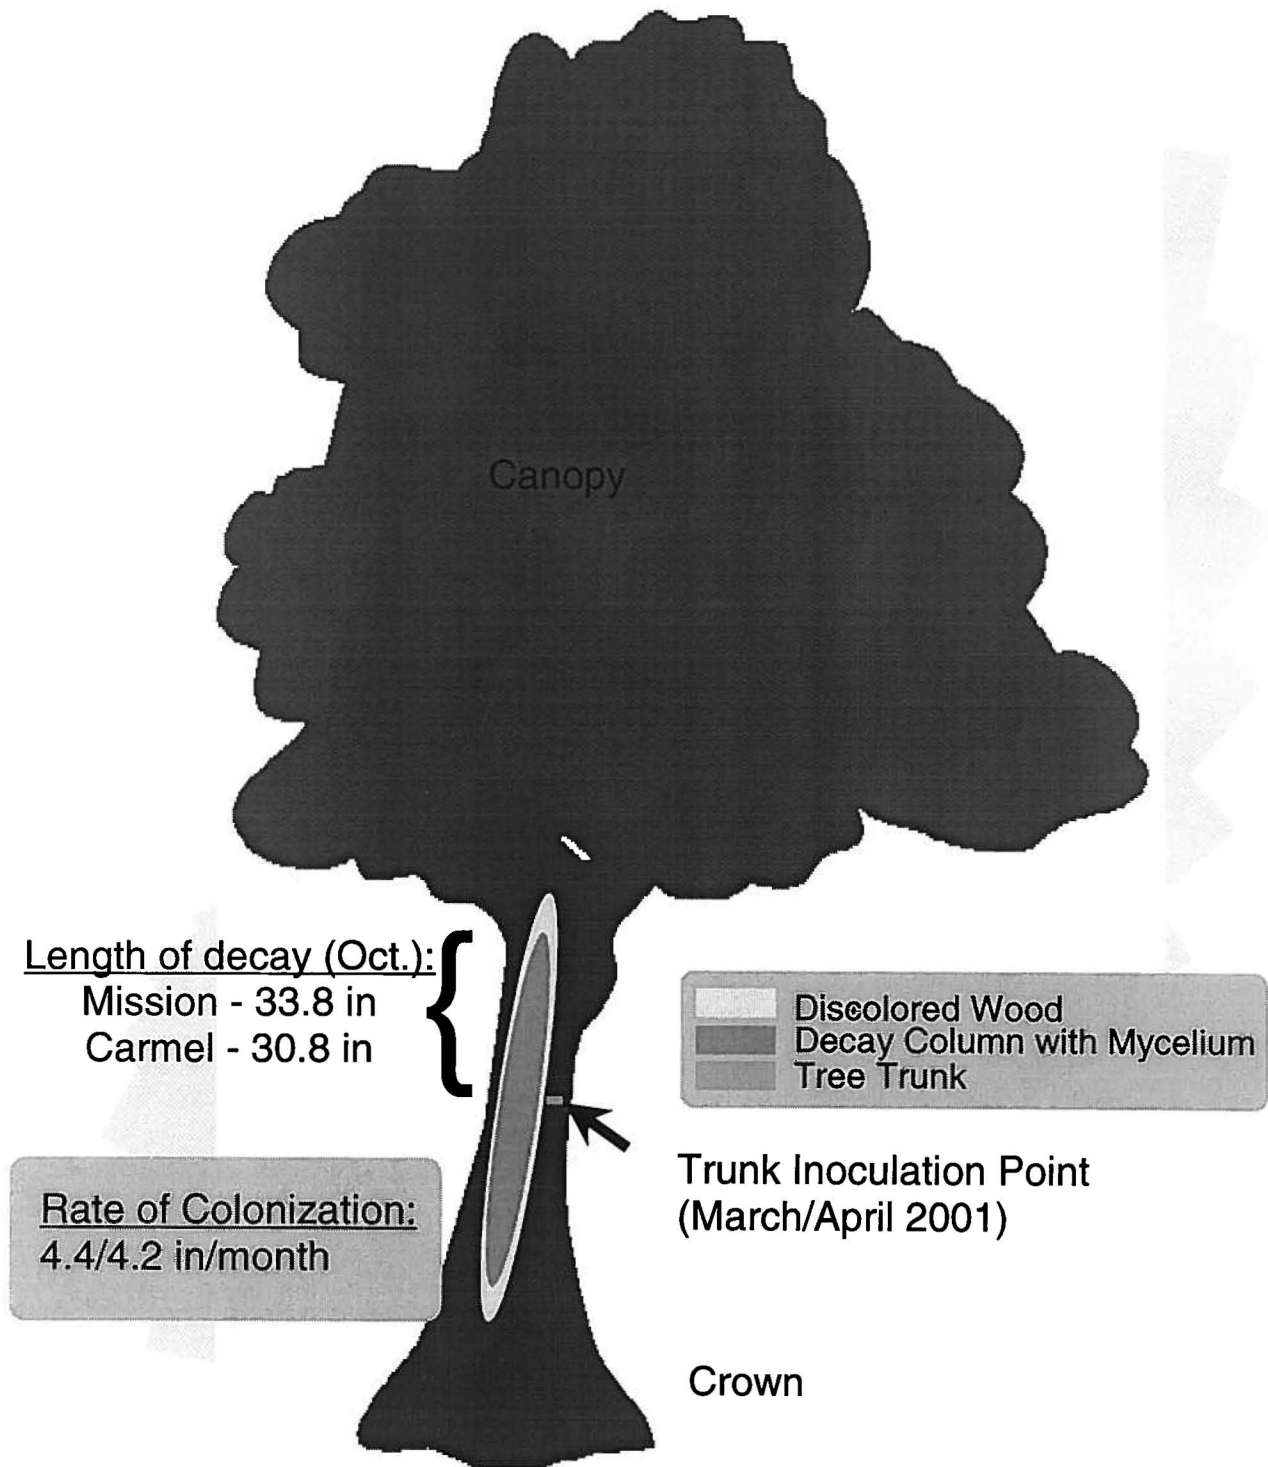 Canopy
Length of decay (Oct.):
Mission - 33.8 in
Carmel - 30.8 in
Discolored Wood
Decay Column with Mycelium
Tree Trunk
Trunk Inoculation Point
(March/April 2001)
Rate of Colonization:
4.4/4.2 in/month
Crown